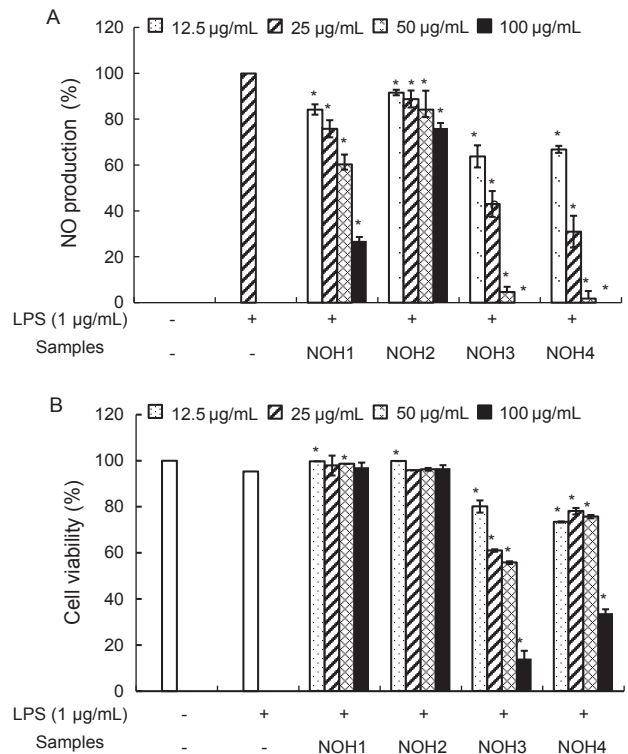 A
12.5 µg/mL 25 µg/mL 50 µg/mL 100 µg/mL
120
100
80
60
40
20
0
NO production (%)
* * * * * * * * * * * * * * * *
LPS (1 µg/mL) - + + + + +
Samples - - NOH1 NOH2 NOH3 NOH4
B
12.5 µg/mL 25 µg/mL 50 µg/mL 100 µg/mL
120
100
80
60
40
20
0
Cell viability (%)
* * * * * * * * * * *
LPS (1 µg/mL) - + + + + +
Samples - - NOH1 NOH2 NOH3 NOH4